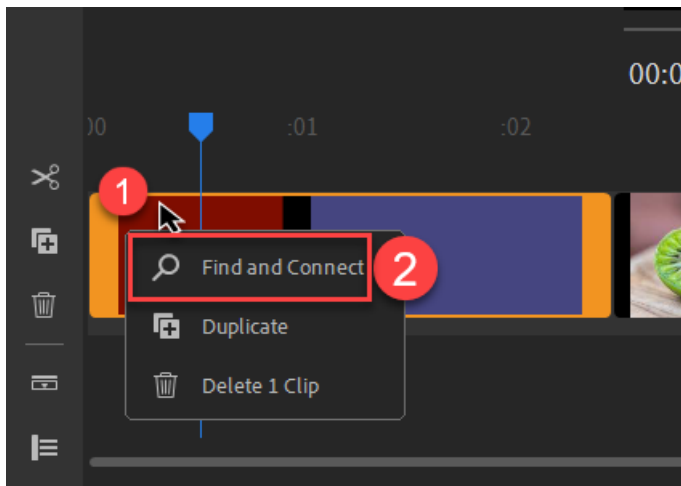 00:0
00
:01
:02
1
Find and Connect
2
Duplicate
Delete 1 Clip